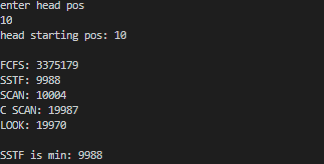 enter head pos
10
head starting pos: 10
FCFS: 3375179
SSTF: 9988
SCAN: 10004
C SCAN: 19987
LOOK: 19970
SSTF is min: 9988